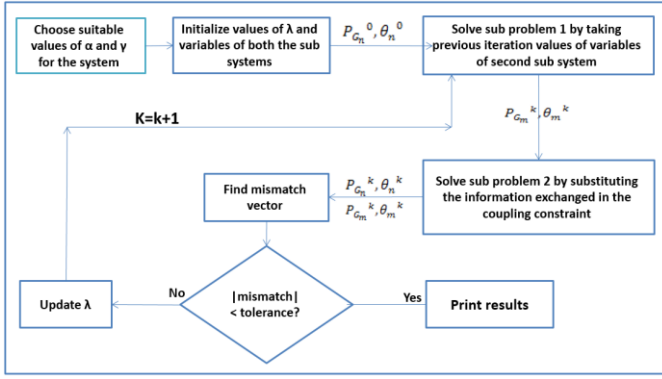 Choose suitable
values of α and γ
for the system
Initialize values of λ and
variables of both the sub
systems
P_{G_n}^0, θ_n^0
Solve sub problem 1 by taking
previous iteration values of variables
of second sub system
K=k+1
P_{G_m}^k, θ_m^k
Solve sub problem 2 by substituting
the information exchanged in the
coupling constraint
P_{G_n}^k, θ_n^k
P_{G_m}^k, θ_m^k
Find mismatch
vector
|mismatch|
< tolerance?
No
Update λ
Yes
Print results